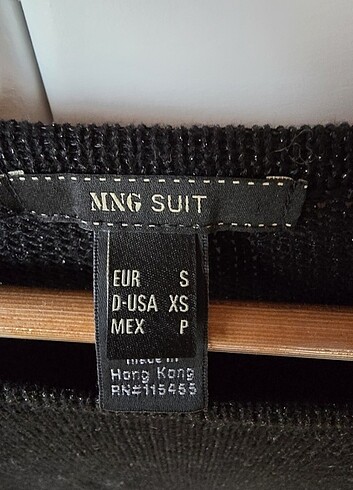 MNG SUIT
EUR S
D-USA XS
MEX P
made in
Hong Kong
RN#115455